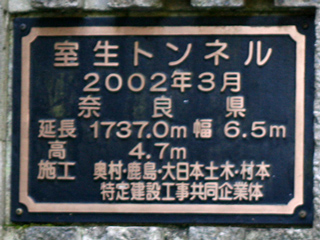 室生トンネル
2002年3月
奈良県
延長 1737.0m 幅 6.5m
高 4.7m
施工 奥村・鹿島・大日本土木・村本
特定建設工事共同企業体